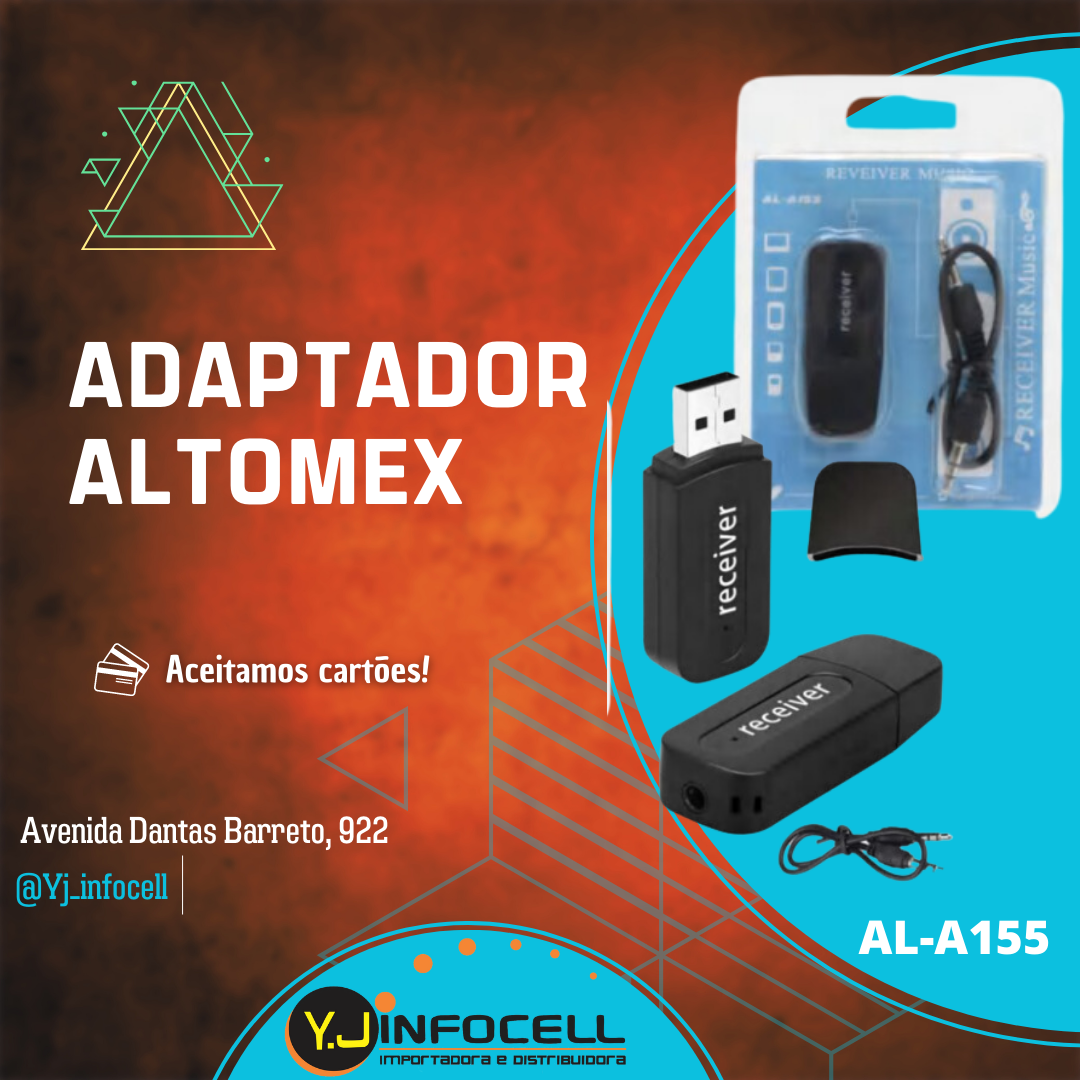 REVEIVER MUSIC
AL-A155
receiver
RECEIVER Music
ADAPTADOR
ALTOMEX
receiver
receiver
Aceitamos cartões!
Avenida Dantas Barreto, 922
@Yj_infocell
AL-A155
Y.J INFOCELL
IMPORTADORA E DISTRIBUIDORA